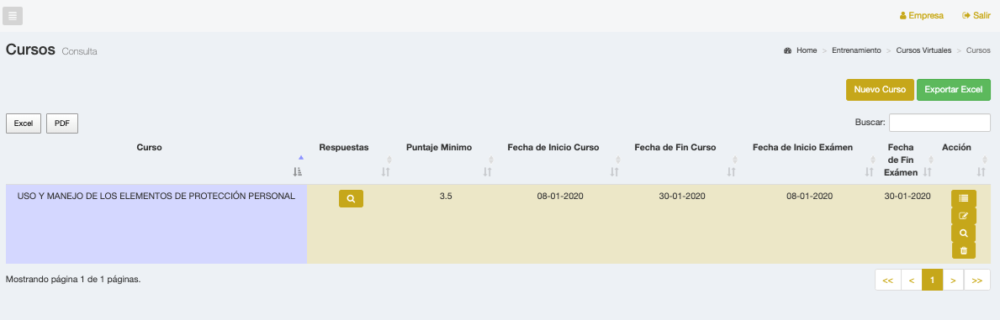 Empresa Salir
Cursos Consulta
Home > Entrenamiento > Cursos Virtuales > Cursos
Nuevo Curso Exportar Excel
Excel PDF Buscar:
Curso Respuestas Puntaje Minimo Fecha de Inicio Curso Fecha de Fin Curso Fecha de Inicio Exámen Fecha de Fin Exámen Acción
USO Y MANEJO DE LOS ELEMENTOS DE PROTECCIÓN PERSONAL 3.5 08-01-2020 30-01-2020 08-01-2020 30-01-2020
Mostrando página 1 de 1 páginas. << < 1 > >>